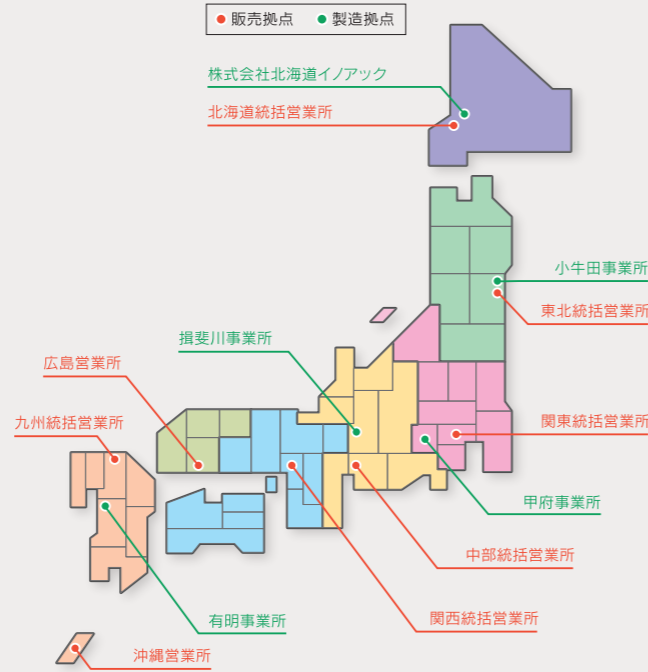 ● 販売拠点 ● 製造拠点
株式会社北海道イノアック
北海道統括営業所
小牛田事業所
東北統括営業所
揖斐川事業所
広島営業所
九州統括営業所
関東統括営業所
甲府事業所
中部統括営業所
関西統括営業所
有明事業所
沖縄営業所